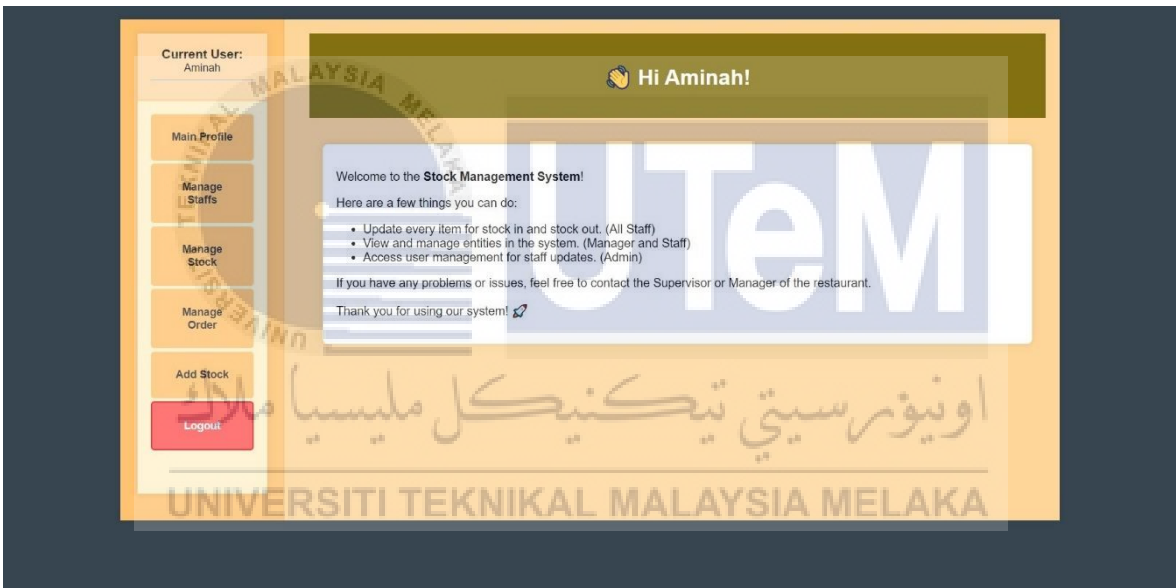 Current User:
Aminah
👋 Hi Aminah!
Main Profile
Manage
Staffs
Manage
Stock
Manage
Order
Add Stock
Logout
Welcome to the Stock Management System!
Here are a few things you can do:
• Update every item for stock in and stock out. (All Staff)
• View and manage entities in the system. (Manager and Staff)
• Access user management for staff updates. (Admin)
If you have any problems or issues, feel free to contact the Supervisor or Manager of the restaurant.
Thank you for using our system! 🚀
UNIVERSITI TEKNIKAL MALAYSIA MELAKA
UTeM
اونيۏرسيتي تيكنيكل مليسيا ملاك
UNIVERSITI TEKNIKAL MALAYSIA MELAKA